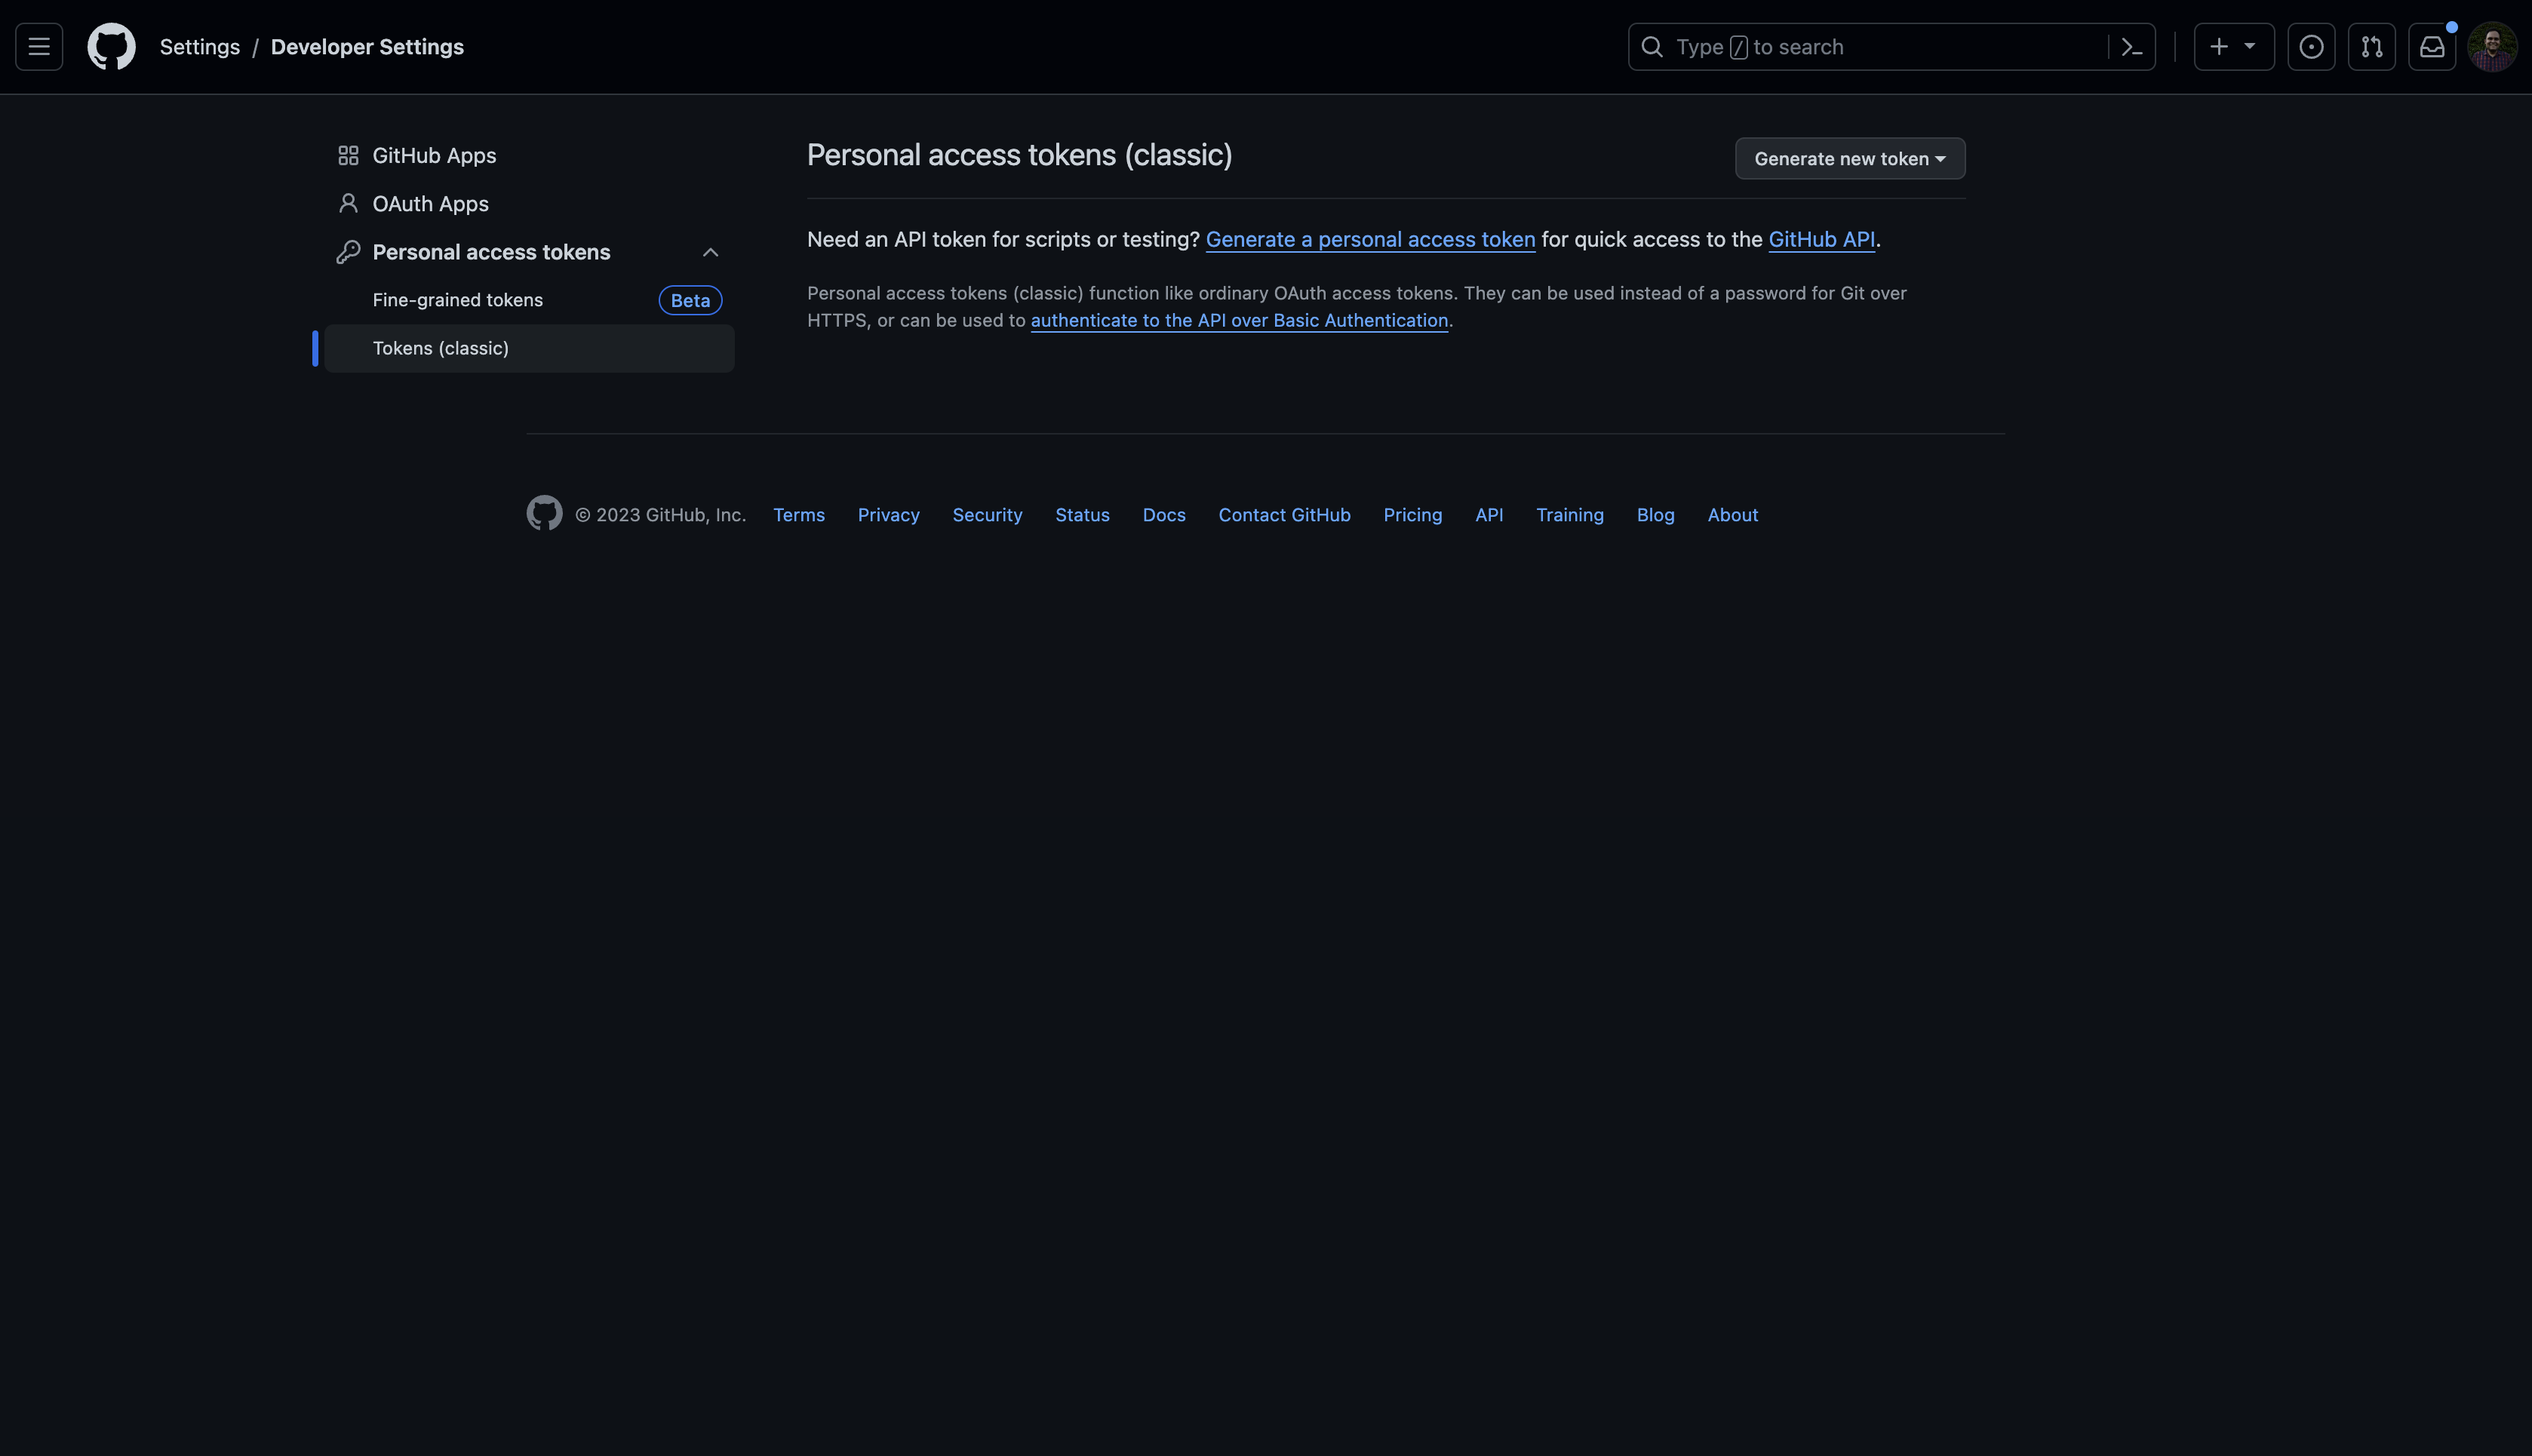 Settings / Developer Settings
Type / to search
GitHub Apps
OAuth Apps
Personal access tokens
Fine-grained tokens Beta
Tokens (classic)
Personal access tokens (classic)
Generate new token
Need an API token for scripts or testing? Generate a personal access token for quick access to the GitHub API.
Personal access tokens (classic) function like ordinary OAuth access tokens. They can be used instead of a password for Git over
HTTPS, or can be used to authenticate to the API over Basic Authentication.
© 2023 GitHub, Inc. Terms Privacy Security Status Docs Contact GitHub Pricing API Training Blog About